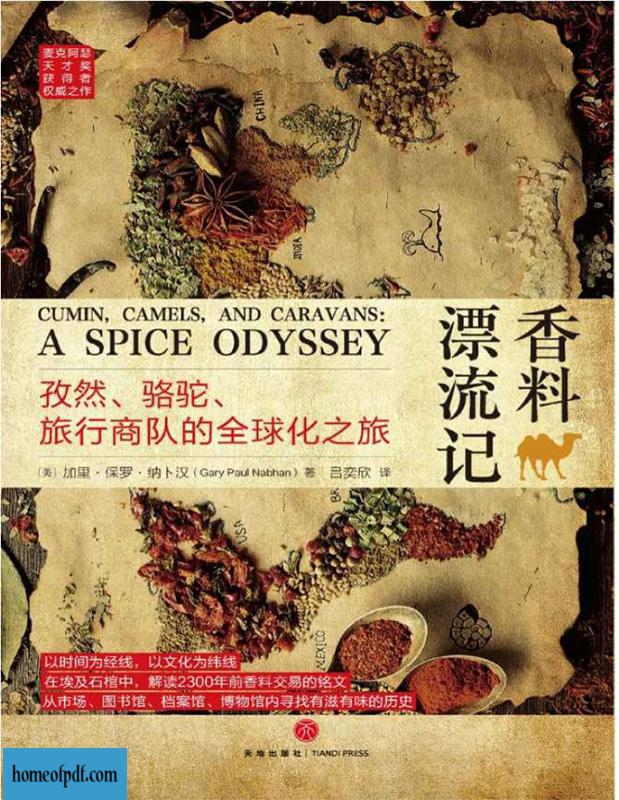 麦克阿瑟
天才奖
获得者
权威之作
CHINA
INDIA
CUMIN, CAMELS, AND CARAVANS:
A SPICE ODYSSEY
香料
漂流记
孜然、骆驼、
旅行商队的全球化之旅
[美] 加里·保罗·纳卜汉（Gary Paul Nabhan）著 吕奕欣 译
BR
USA
MEXICO
以时间为经线，以文化为纬线
在埃及石棺中，解读2300年前香料交易的铭文
从市场、图书馆、档案馆、博物馆内寻找有滋有味的历史
天地出版社 | TIANDI PRESS
homeofpdf.com